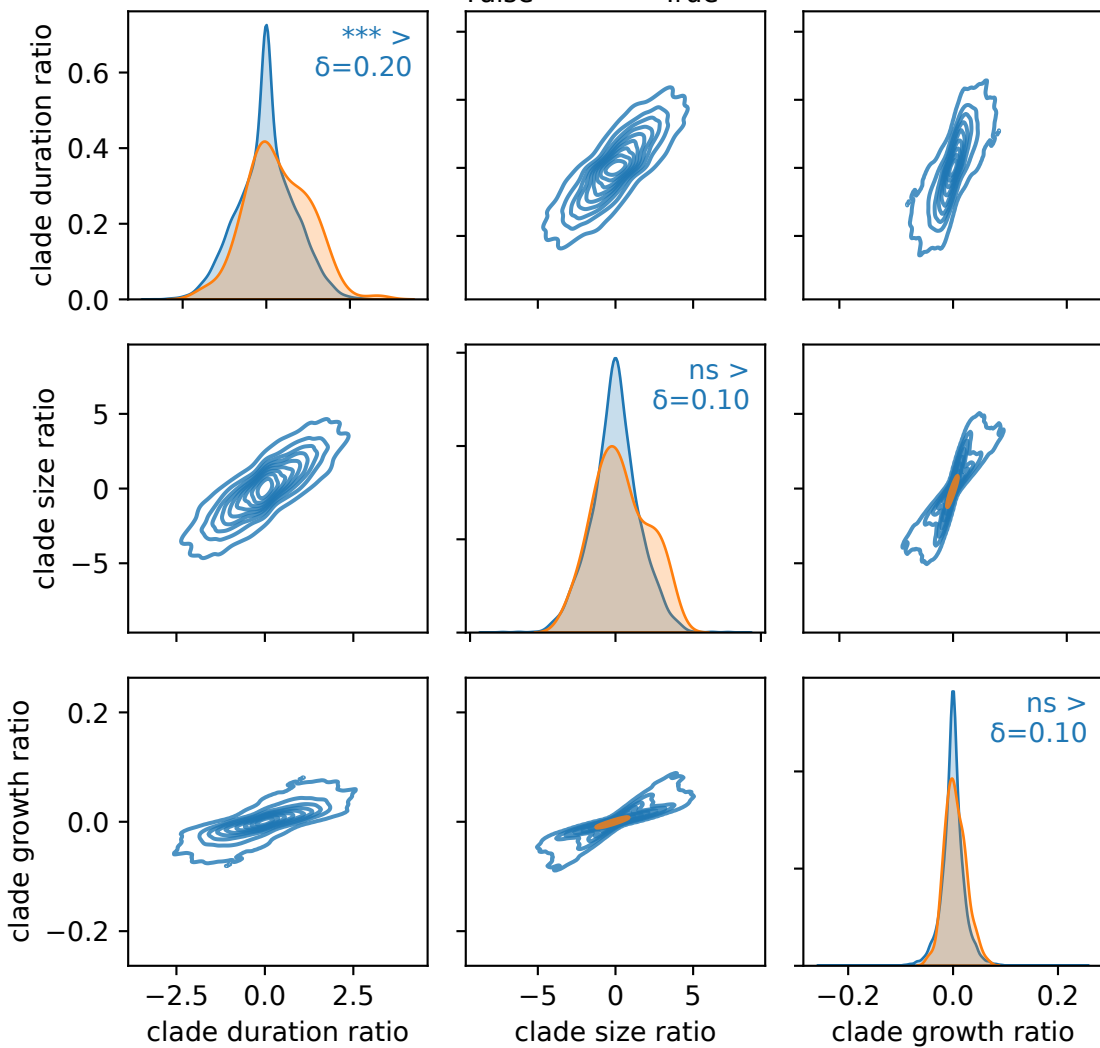 clade duration ratio
0.6
0.4
0.2
0.0
*** >
δ=0.20
clade size ratio
5
0
−5
ns >
δ=0.10
clade growth ratio
0.2
0.0
−0.2
ns >
δ=0.10
−2.5 0.0 2.5
−5 0 5
−0.2 0.0 0.2
clade duration ratio
clade size ratio
clade growth ratio